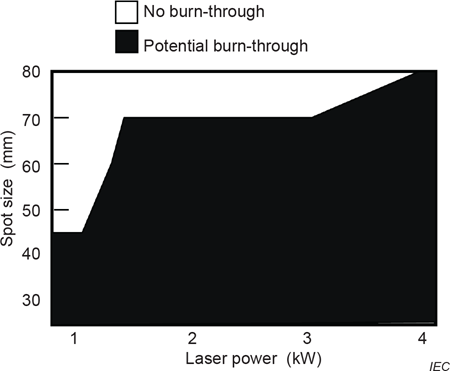 No burn-through
Potential burn-through
80
70
60
50
40
30
Spot size (mm)
1 2 3 4
Laser power (kW)
IEC